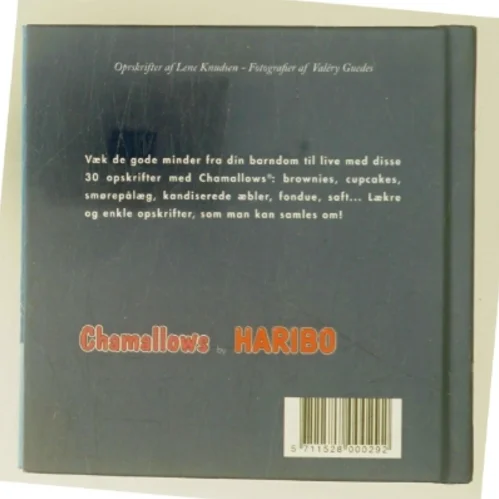 Opskrifter af Lene Knudsen – Fotografier af Valéry Guedes
Væk de gode minder fra din barndom til live med disse
30 opskrifter med Chamallows®: brownies, cupcakes,
smørepålæg, kandiserede æbler, fondue, saft... Lækre
og enkle opskrifter, som man kan samles om!
Chamallows by HARIBO
5 711528 000292